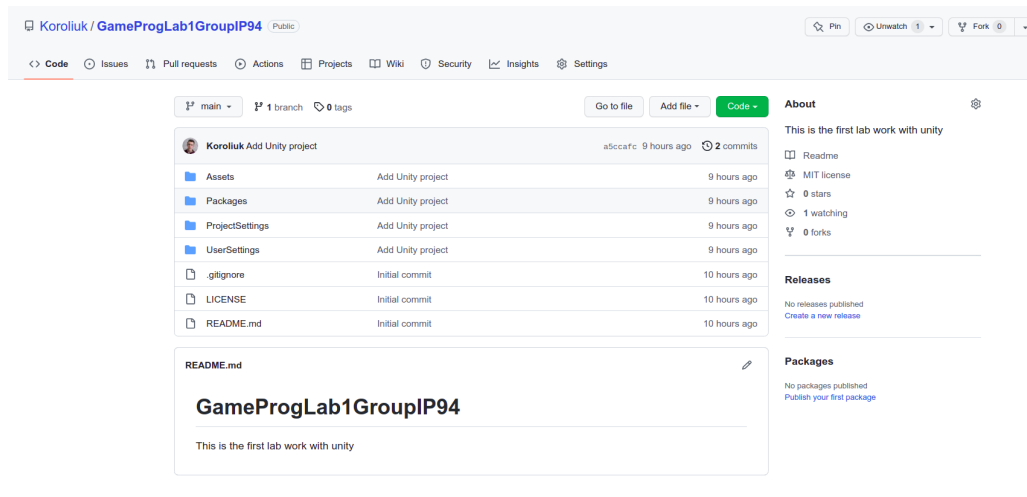 Koroliuk / GameProgLab1GroupIP94 Public
Pin Unwatch 1 Fork 0
Code Issues Pull requests Actions Projects Wiki Security Insights Settings
main 1 branch 0 tags Go to file Add file Code
Koroliuk Add Unity project a5ccafc 9 hours ago 2 commits
Assets Add Unity project 9 hours ago
Packages Add Unity project 9 hours ago
ProjectSettings Add Unity project 9 hours ago
UserSettings Add Unity project 9 hours ago
.gitignore Initial commit 10 hours ago
LICENSE Initial commit 10 hours ago
README.md Initial commit 10 hours ago
README.md
GameProgLab1GroupIP94
This is the first lab work with unity
About
This is the first lab work with unity
Readme
MIT license
0 stars
1 watching
0 forks
Releases
No releases published
Create a new release
Packages
No packages published
Publish your first package